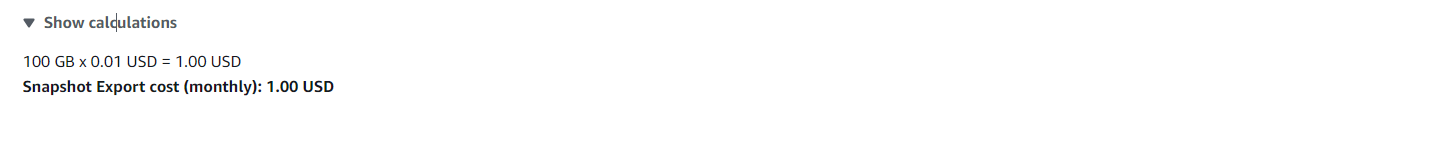 Show calculations
100 GB x 0.01 USD = 1.00 USD
Snapshot Export cost (monthly): 1.00 USD